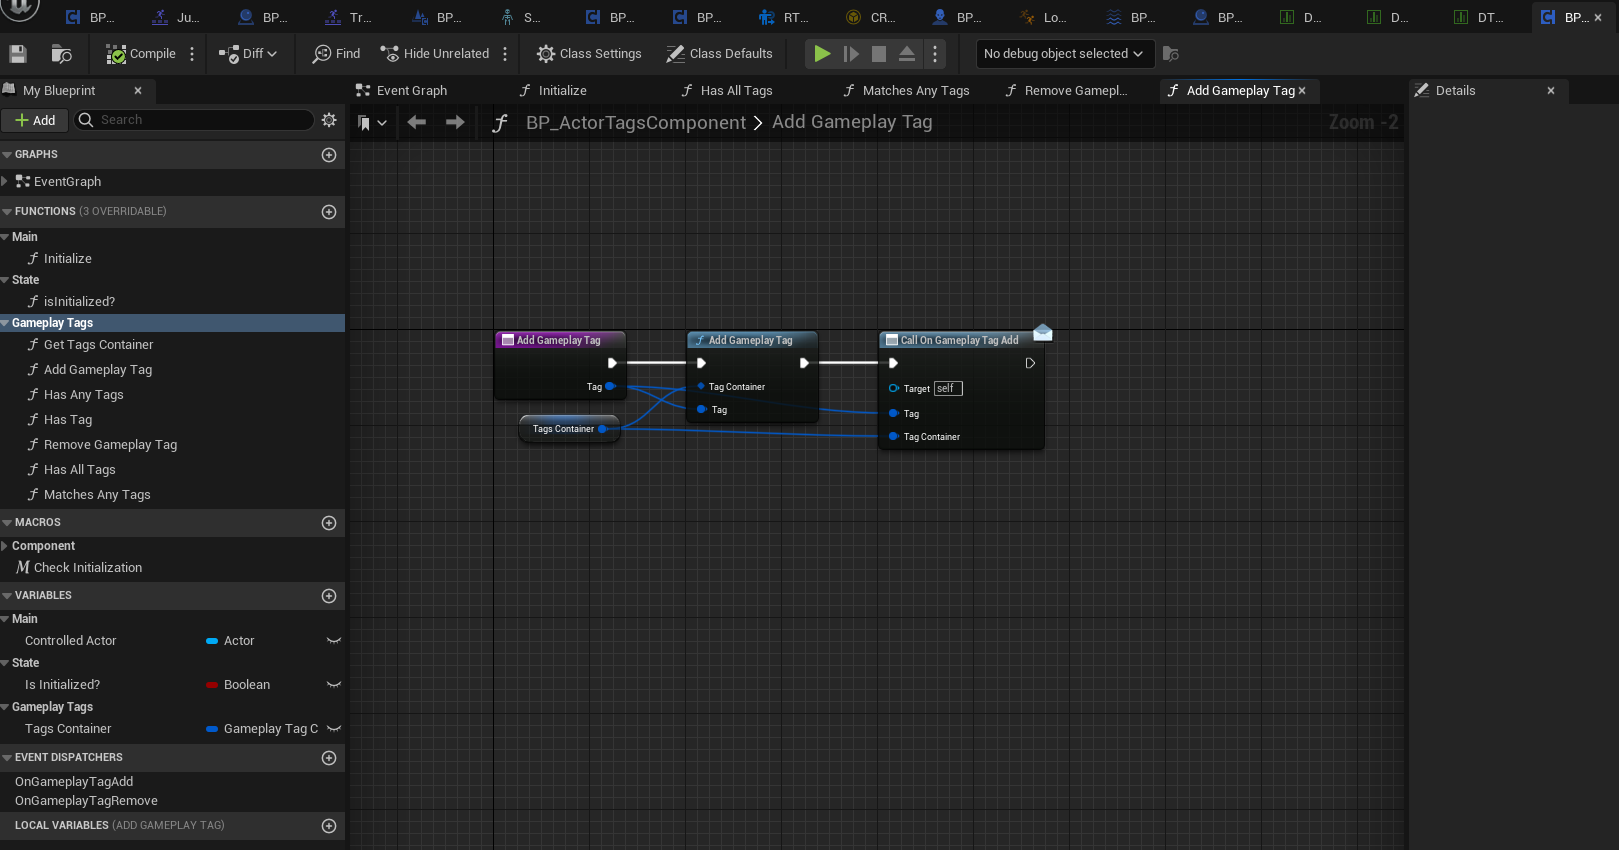 BP...
Ju...
BP...
Tr...
BP...
S...
BP...
BP...
RT...
CR...
BP...
Lo...
BP...
BP...
D...
D...
DT...
BP... ×
Compile
Diff
Find
Hide Unrelated
Class Settings
Class Defaults
No debug object selected
My Blueprint ×
Event Graph
Initialize
Has All Tags
Matches Any Tags
Remove Gamepl...
Add Gameplay Tag ×
Details ×
+ Add
Search
BP_ActorTagsComponent > Add Gameplay Tag
Zoom -2
GRAPHS
EventGraph
FUNCTIONS (3 OVERRIDABLE)
Main
Initialize
State
isInitialized?
Gameplay Tags
Get Tags Container
Add Gameplay Tag
Has Any Tags
Has Tag
Remove Gameplay Tag
Has All Tags
Matches Any Tags
MACROS
Component
Check Initialization
VARIABLES
Main
Controlled Actor Actor
State
Is Initialized? Boolean
Gameplay Tags
Tags Container Gameplay Tag C
EVENT DISPATCHERS
OnGameplayTagAdd
OnGameplayTagRemove
LOCAL VARIABLES (ADD GAMEPLAY TAG)
Add Gameplay Tag
Tag
Tags Container
Add Gameplay Tag
Tag Container
Tag
Call On Gameplay Tag Add
Target self
Tag
Tag Container